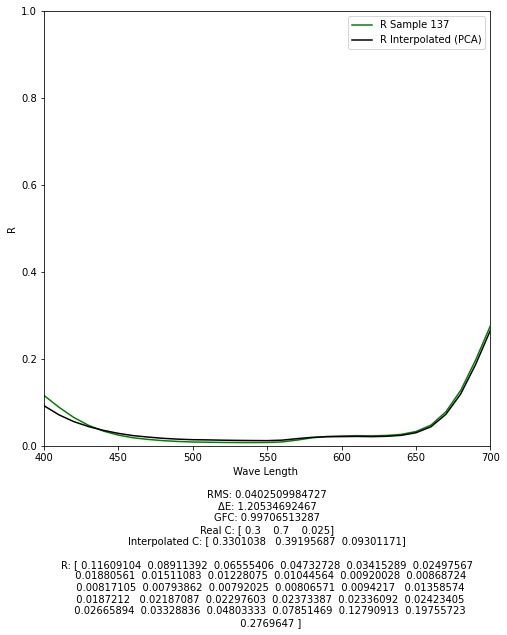 1.0
R Sample 137
R Interpolated (PCA)
0.8
0.6
R
0.4
0.2
0.0
400 450 500 550 600 650 700
Wave Length
RMS: 0.0402509984727
ΔE: 1.20534692467
GFC: 0.99706513287
Real C: [ 0.3 0.7 0.025]
Interpolated C: [ 0.3301038 0.39195687 0.09301171]
R: [ 0.11609104 0.08911392 0.06555406 0.04732728 0.03415289 0.02497567
0.01880561 0.01511083 0.01228075 0.01044564 0.00920028 0.00868724
0.00817105 0.00793862 0.00792025 0.00806571 0.0094217 0.01358574
0.0187212 0.02187087 0.02297603 0.02373387 0.02336092 0.02423405
0.02665894 0.03328836 0.04803333 0.07851469 0.12790913 0.19755723
0.2769647 ]